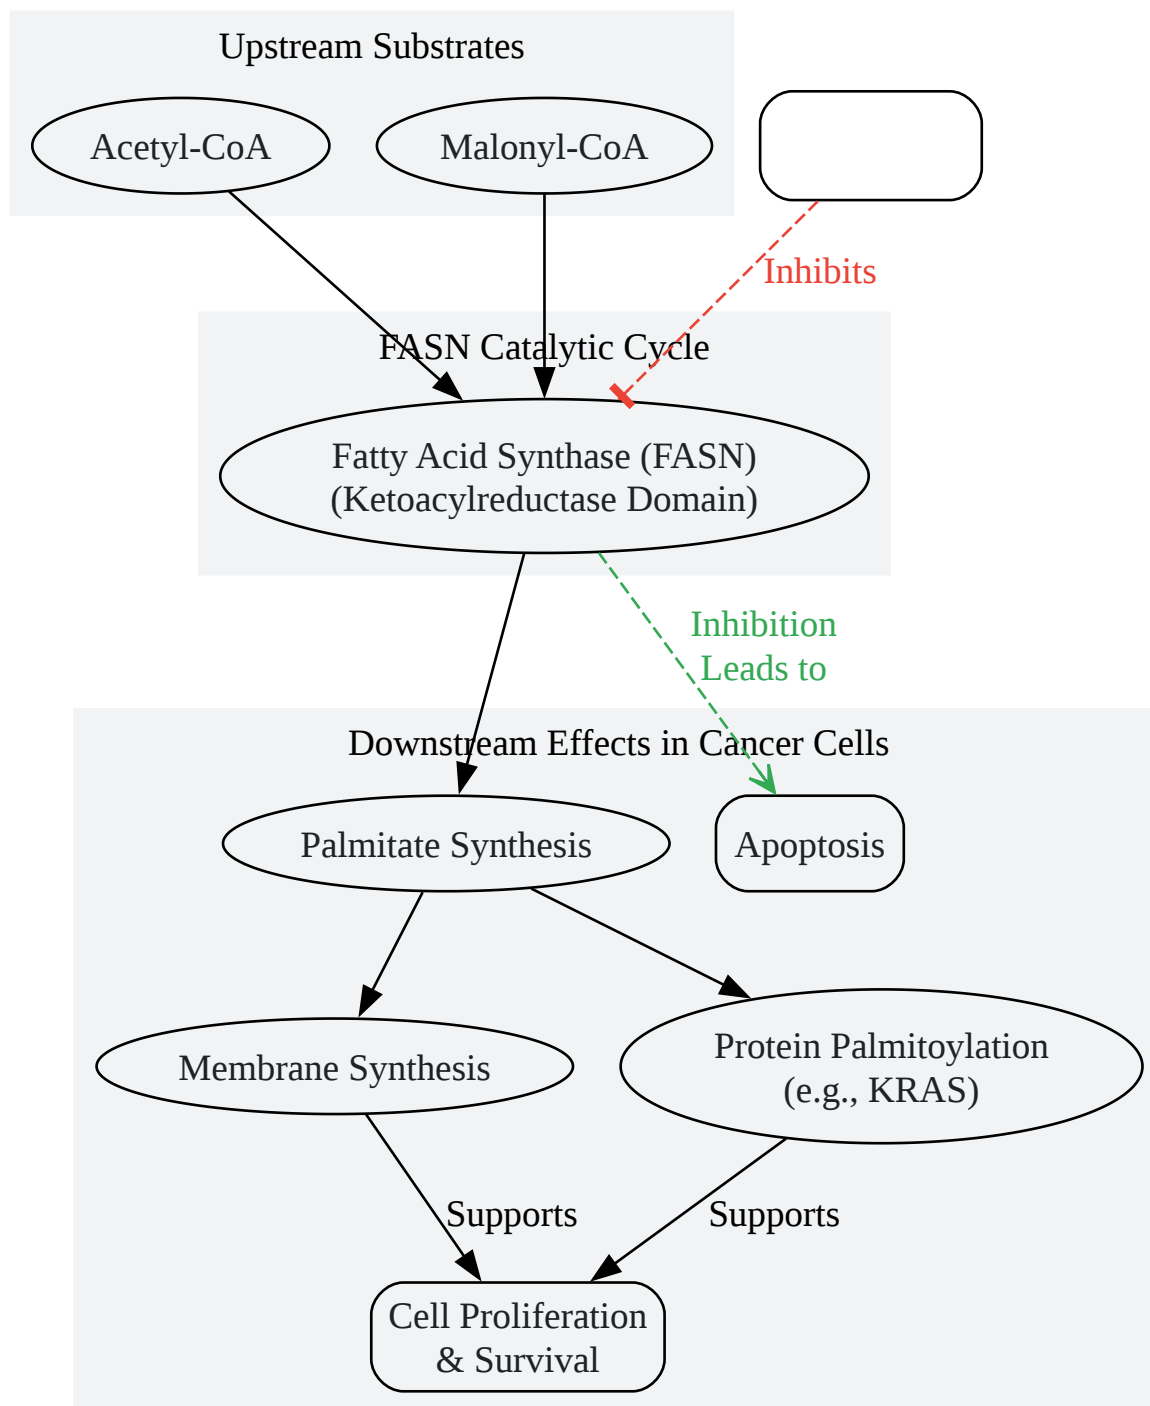 Upstream Substrates
Acetyl-CoA
Malonyl-CoA
Inhibits
FASN Catalytic Cycle
Fatty Acid Synthase (FASN)
(Ketoacylreductase Domain)
Inhibition
Leads to
Downstream Effects in Cancer Cells
Palmitate Synthesis
Apoptosis
Membrane Synthesis
Protein Palmitoylation
(e.g., KRAS)
Supports
Supports
Cell Proliferation
& Survival